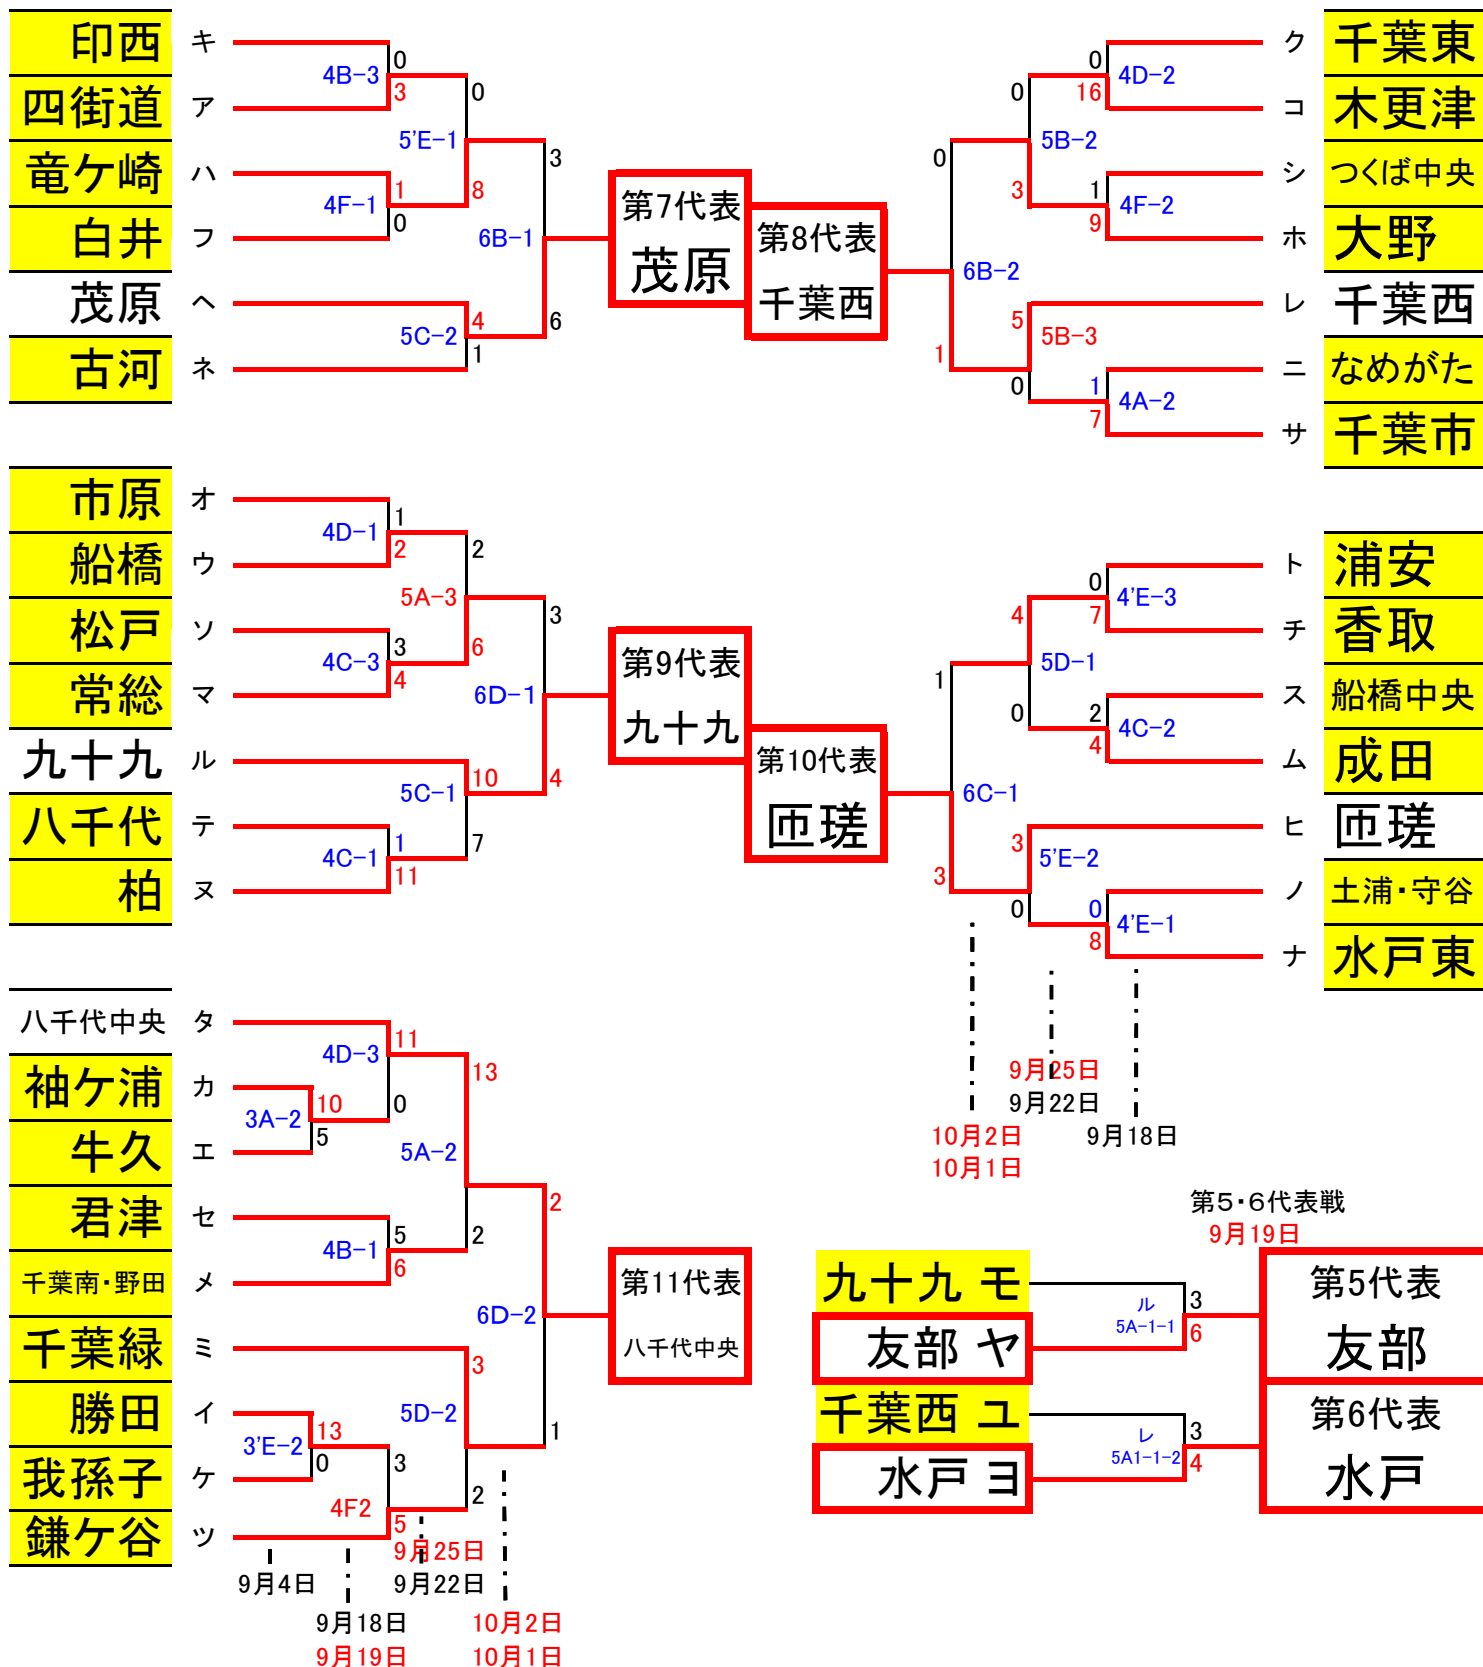 印西 キ
4B-3
0
3
四街道 ア
0
5'E-1
8
竜ケ崎 ハ
4F-1
1
0
白井 フ
3
6B-1
6
茂原 ヘ
5C-2
4
1
古河 ネ
第7代表
茂原
第8代表
千葉西
ク 千葉東
0
4D-2
16
コ 木更津
0
5B-2
3
シ つくば中央
1
4F-2
9
ホ 大野
0
6B-2
1
レ 千葉西
5
5B-3
0
ニ なめがた
1
4A-2
7
サ 千葉市
市原 オ
4D-1
1
2
船橋 ウ
2
5A-3
6
松戸 ソ
4C-3
3
4
常総 マ
3
6D-1
4
九十九 ル
5C-1
10
7
八千代 テ
4C-1
1
11
柏 ヌ
第9代表
九十九
第10代表
匝瑳
ト 浦安
0
4'E-3
7
チ 香取
4
5D-1
0
ス 船橋中央
2
4C-2
4
ム 成田
1
6C-1
3
ヒ 匝瑳
3
5'E-2
0
ノ 土浦・守谷
0
4'E-1
8
ナ 水戸東
9月25日
9月22日
10月2日
10月1日
9月18日
八千代中央 タ
4D-3
11
0
13
袖ケ浦 カ
3A-2
10
5
牛久 エ
5A-2
2
君津 セ
4B-1
5
6
千葉南・野田 メ
2
6D-2
1
千葉緑 ミ
3
5D-2
2
勝田 イ
3'E-2
13
0
我孫子 ケ
4F2
3
5
鎌ケ谷 ツ
第11代表
八千代中央
9月25日
9月4日
9月22日
9月18日
9月19日
10月2日
10月1日
第5・6代表戦
9月19日
九十九 モ
ル
5A-1-1
3
6
友部 ヤ
第5代表
友部
千葉西 ユ
レ
5A1-1-2
3
4
水戸 ヨ
第6代表
水戸